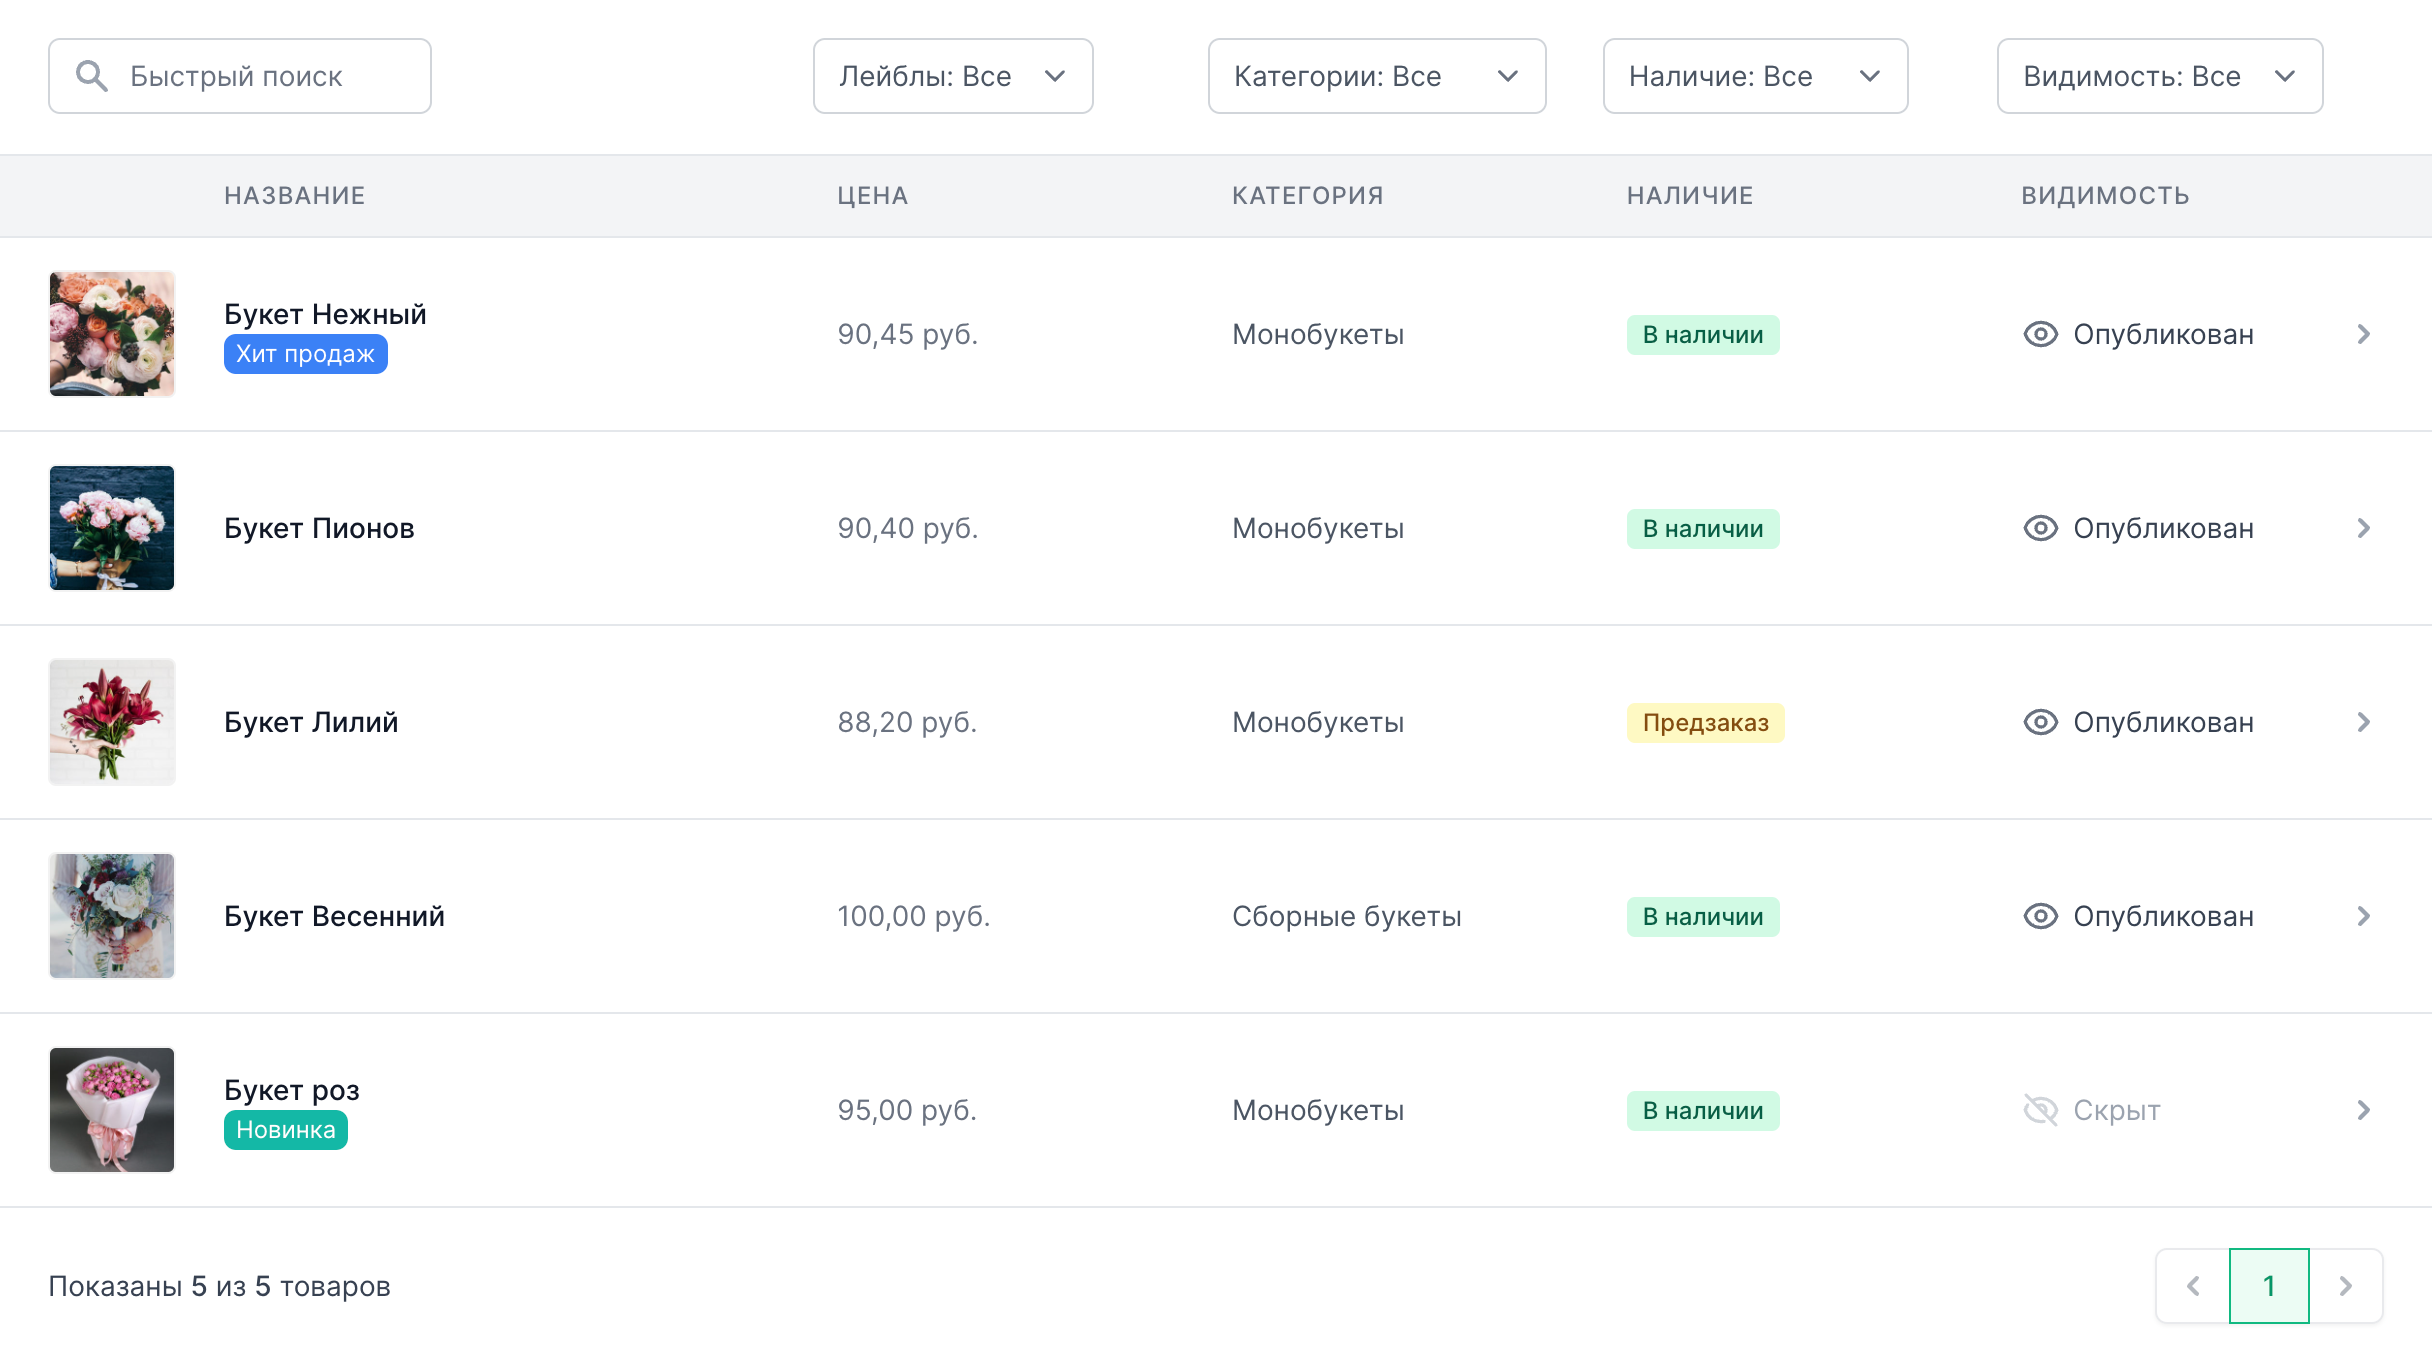 Быстрый поиск
Лейблы: Все
Категории: Все
Наличие: Все
Видимость: Все
НАЗВАНИЕ ЦЕНА КАТЕГОРИЯ НАЛИЧИЕ ВИДИМОСТЬ
Букет Нежный
Хит продаж
90,45 руб. Монобукеты В наличии Опубликован
Букет Пионов 90,40 руб. Монобукеты В наличии Опубликован
Букет Лилий 88,20 руб. Монобукеты Предзаказ Опубликован
Букет Весенний 100,00 руб. Сборные букеты В наличии Опубликован
Букет роз
Новинка
95,00 руб. Монобукеты В наличии Скрыт
Показаны 5 из 5 товаров
1